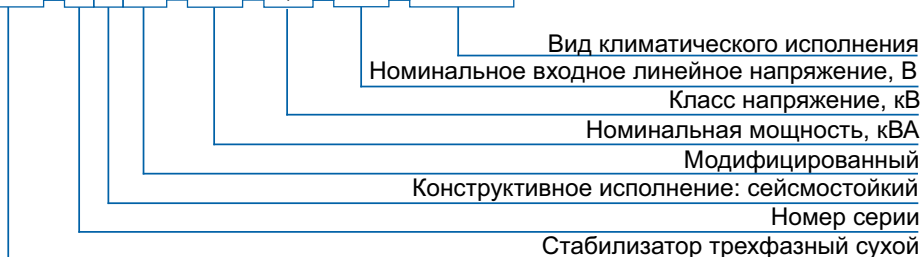 Вид климатического исполнения
Номинальное входное линейное напряжение, В
Класс напряжение, кВ
Номинальная мощность, кВА
Модифицированный
Конструктивное исполнение: сейсмостойкий
Номер серии
Стабилизатор трехфазный сухой